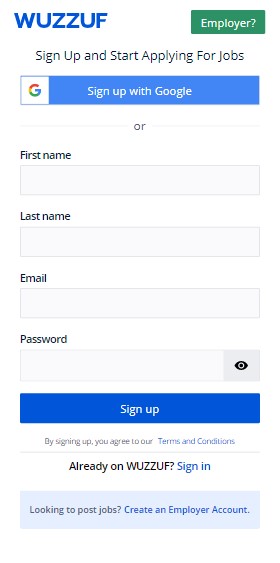 WUZZUF
Employer?
Sign Up and Start Applying For Jobs
Sign up with Google
or
First name
Last name
Email
Password
Sign up
By signing up, you agree to our Terms and Conditions
Already on WUZZUF? Sign in
Looking to post jobs? Create an Employer Account.